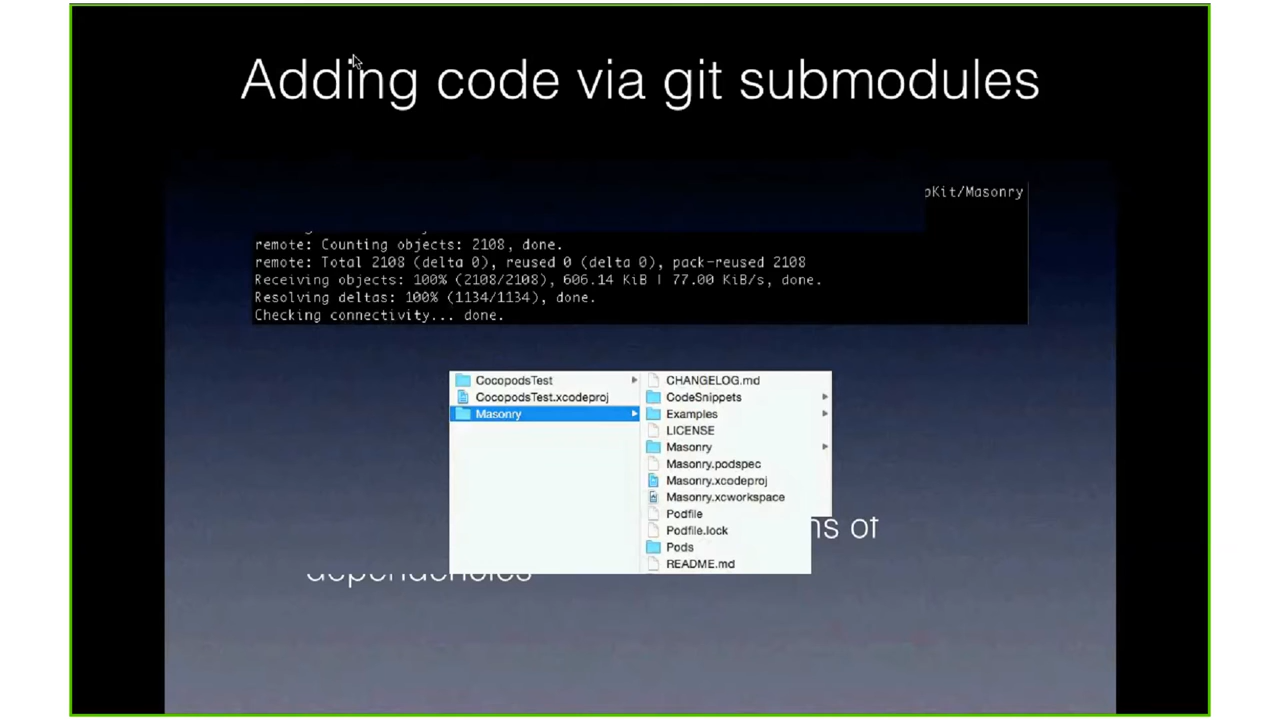 Adding code via git submodules
remote: Counting objects: 2108, done.
remote: Total 2108 (delta 0), reused 0 (delta 0), pack-reused 2108
Receiving objects: 100% (2108/2108), 606.14 KiB | 77.00 KiB/s, done.
Resolving deltas: 100% (1134/1134), done.
Checking connectivity... done.
CocopodsTest
CocopodsTest.xcodeproj
Masonry
CHANGELOG.md
CodeSnippets
Examples
LICENSE
Masonry
Masonry.podspec
Masonry.xcodeproj
Masonry.xcworkspace
Podfile
Podfile.lock
Pods
README.md
of
dependencies